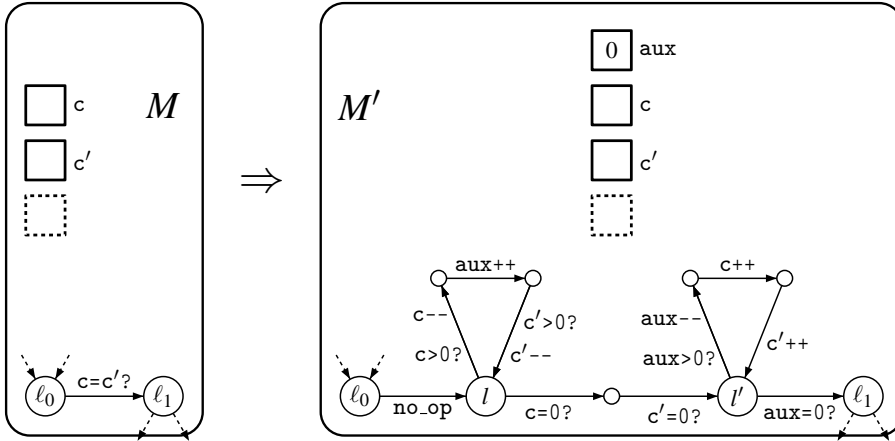 c
M
c′
ℓ₀
c=c′?
ℓ₁
⇒
M′
0
aux
c
c′
aux++
c--
c>0?
c′>0?
c′--
c++
aux--
aux>0?
c′++
ℓ₀
no_op
l
c=0?
c′=0?
l′
aux=0?
ℓ₁